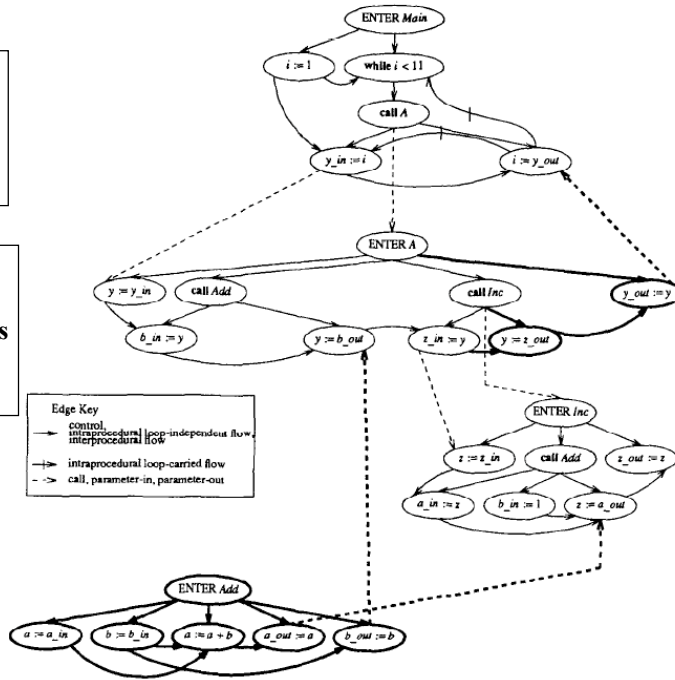 ENTER Main
i := 1
while i < 11
call A
y_in := i
i := y_out
ENTER A
y := y_in
call Add
call Inc
y_out := y
s
b_in := y
y := b_out
z_in := y
y := z_out
Edge Key
control,
intraprocedural loop-independent flow,
interprocedural flow
intraprocedural loop-carried flow
call, parameter-in, parameter-out
ENTER Inc
z := z_in
call Add
z_out := z
a_in := z
b_in := 1
z := a_out
ENTER Add
a := a_in
b := b_in
a := a + b
a_out := a
b_out := b